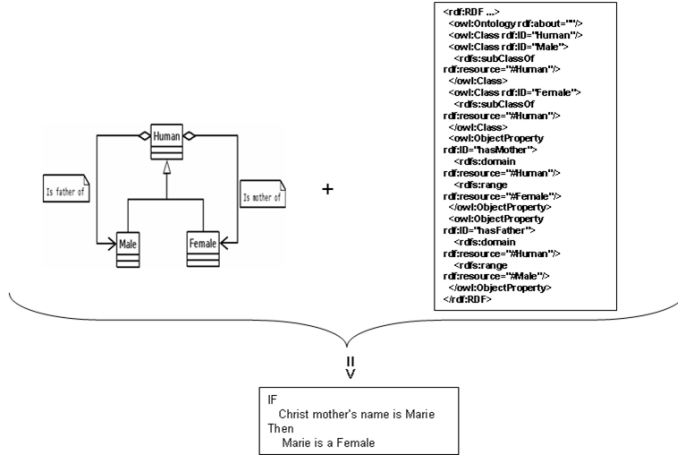 Human
Is father of
Is mother of
Male
Female
+
<rdf:RDF ...>
<owl:Ontology rdf:about=""/>
<owl:Class rdf:ID="Human"/>
<owl:Class rdf:ID="Male">
<rdfs:subClassOf
rdf:resource="#Human"/>
</owl:Class>
<owl:Class rdf:ID="Female">
<rdfs:subClassOf
rdf:resource="#Human"/>
</owl:Class>
<owl:ObjectProperty
rdf:ID="hasMother">
<rdfs:domain
rdf:resource="#Human"/>
<rdfs:range
rdf:resource="#Female"/>
</owl:ObjectProperty>
<owl:ObjectProperty
rdf:ID="hasFather">
<rdfs:domain
rdf:resource="#Human"/>
<rdfs:range
rdf:resource="#Male"/>
</owl:ObjectProperty>
</rdf:RDF>
=>
IF
Christ mother's name is Marie
Then
Marie is a Female